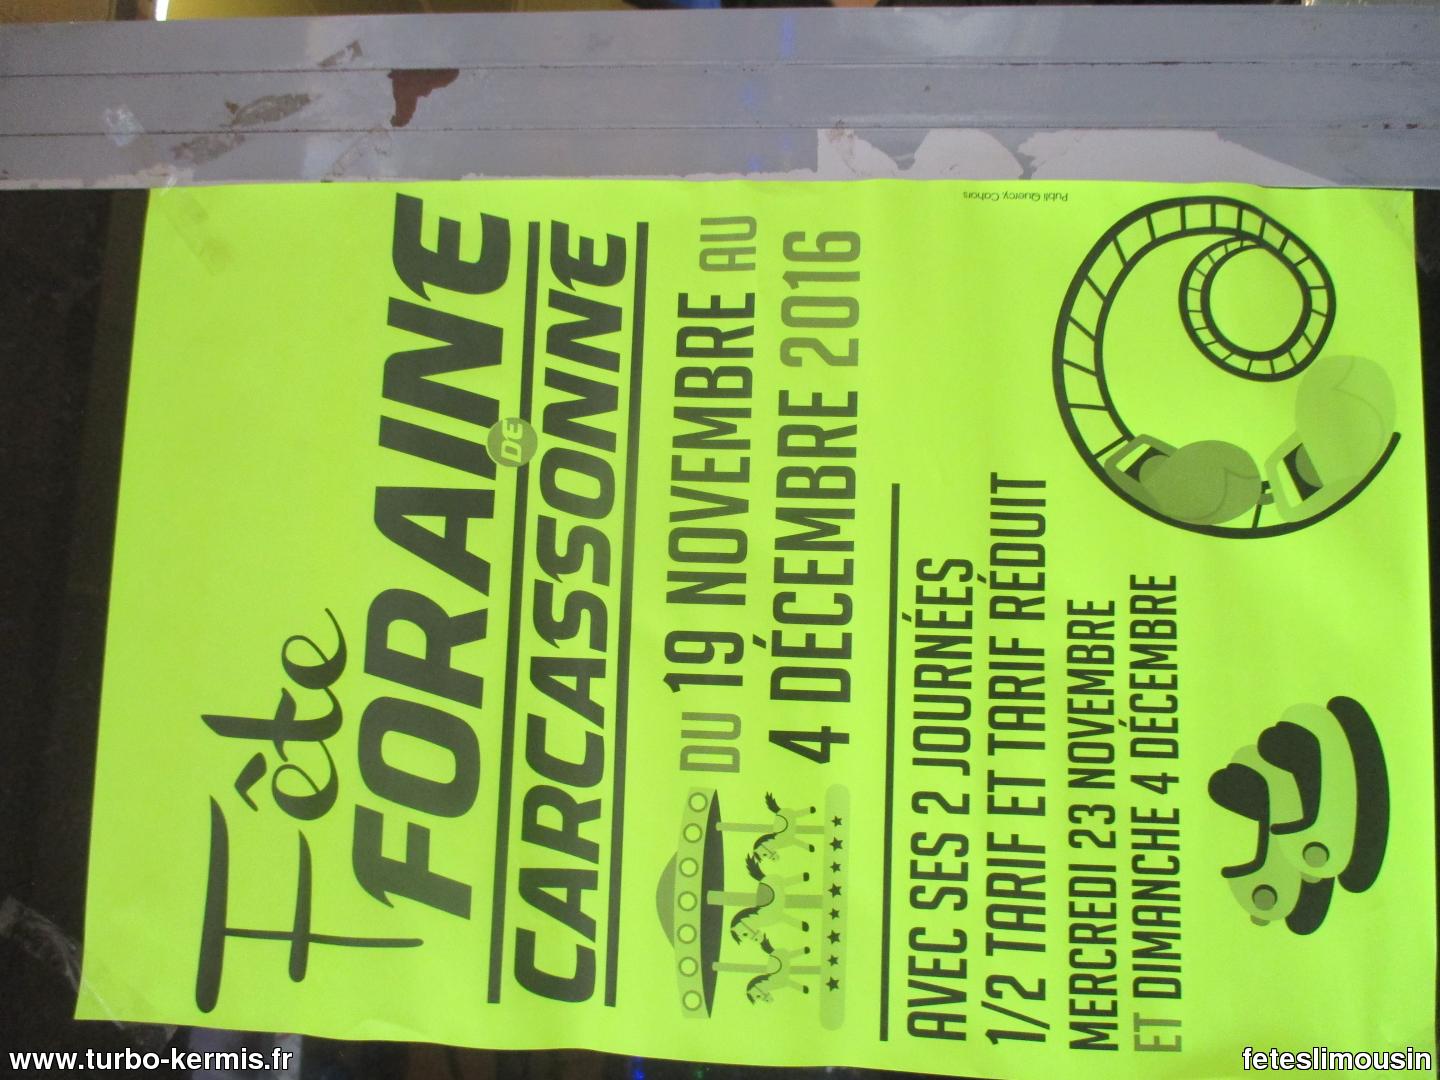 Fête
FORAINE
DE
CARCASSONNE
DU 19 NOVEMBRE AU
4 DÉCEMBRE 2016
AVEC SES 2 JOURNÉES
1/2 TARIF ET TARIF RÉDUIT
MERCREDI 23 NOVEMBRE
ET DIMANCHE 4 DÉCEMBRE
Publi Quercy, Cahors
www.turbo-kermis.fr
feteslimousin